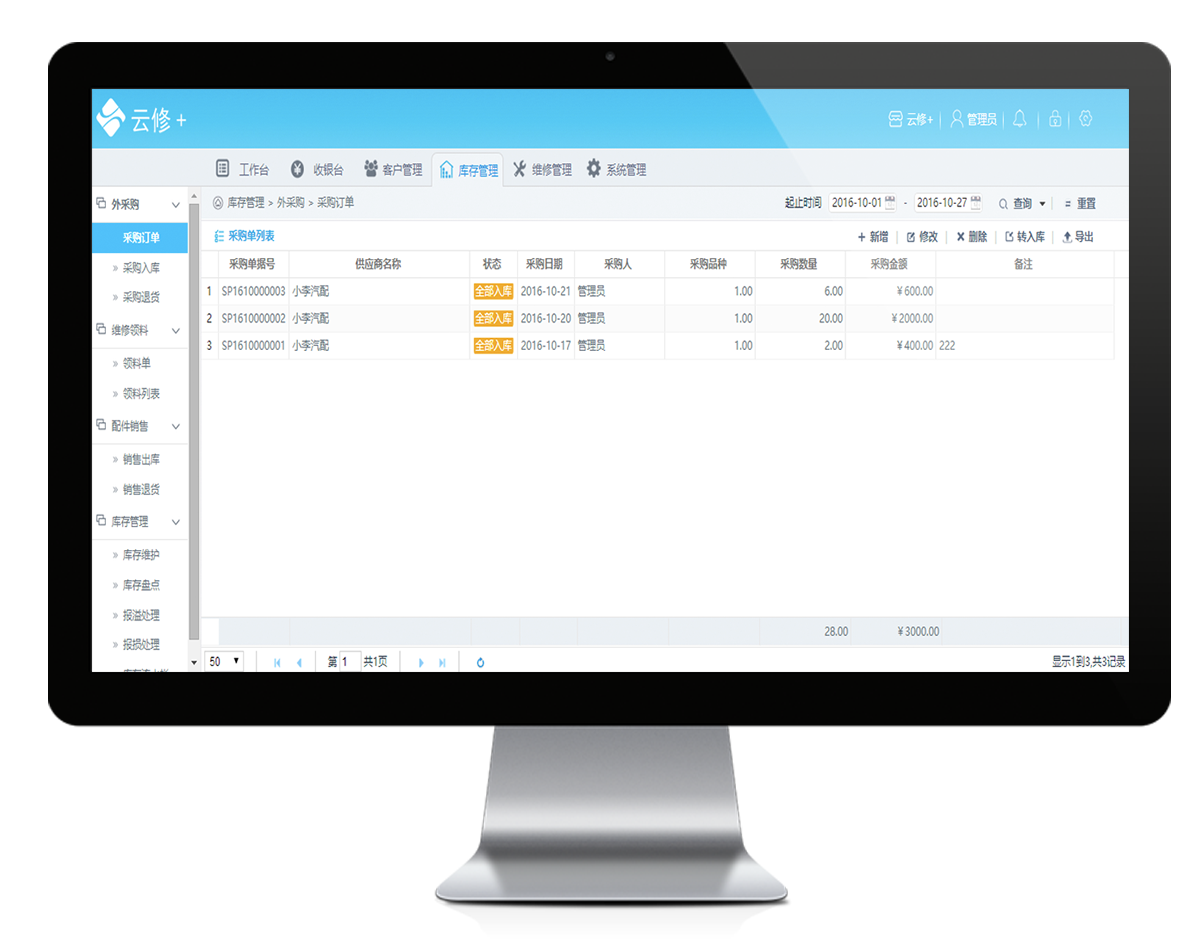 云修+
云修+ 管理员
工作台 收银台 客户管理 库存管理 维修管理 系统管理
外采购
采购订单
采购入库
采购退货
维修领料
领料单
领料列表
配件销售
销售出库
销售退货
库存管理
库存维护
库存盘点
报溢处理
报损处理
库存管理 > 外采购 > 采购订单 起止时间 2016-10-01 - 2016-10-27 查询 重置
采购单列表 新增 修改 删除 转入库 导出
采购单据号 供应商名称 状态 采购日期 采购人 采购品种 采购数量 采购金额 备注
1 SP1610000003 小李汽配 全部入库 2016-10-21 管理员 1.00 6.00 ¥600.00
2 SP1610000002 小李汽配 全部入库 2016-10-20 管理员 1.00 20.00 ¥2000.00
3 SP1610000001 小李汽配 全部入库 2016-10-17 管理员 1.00 2.00 ¥400.00 222
28.00 ¥3000.00
50 第 1 共1页 显示1到3,共3记录